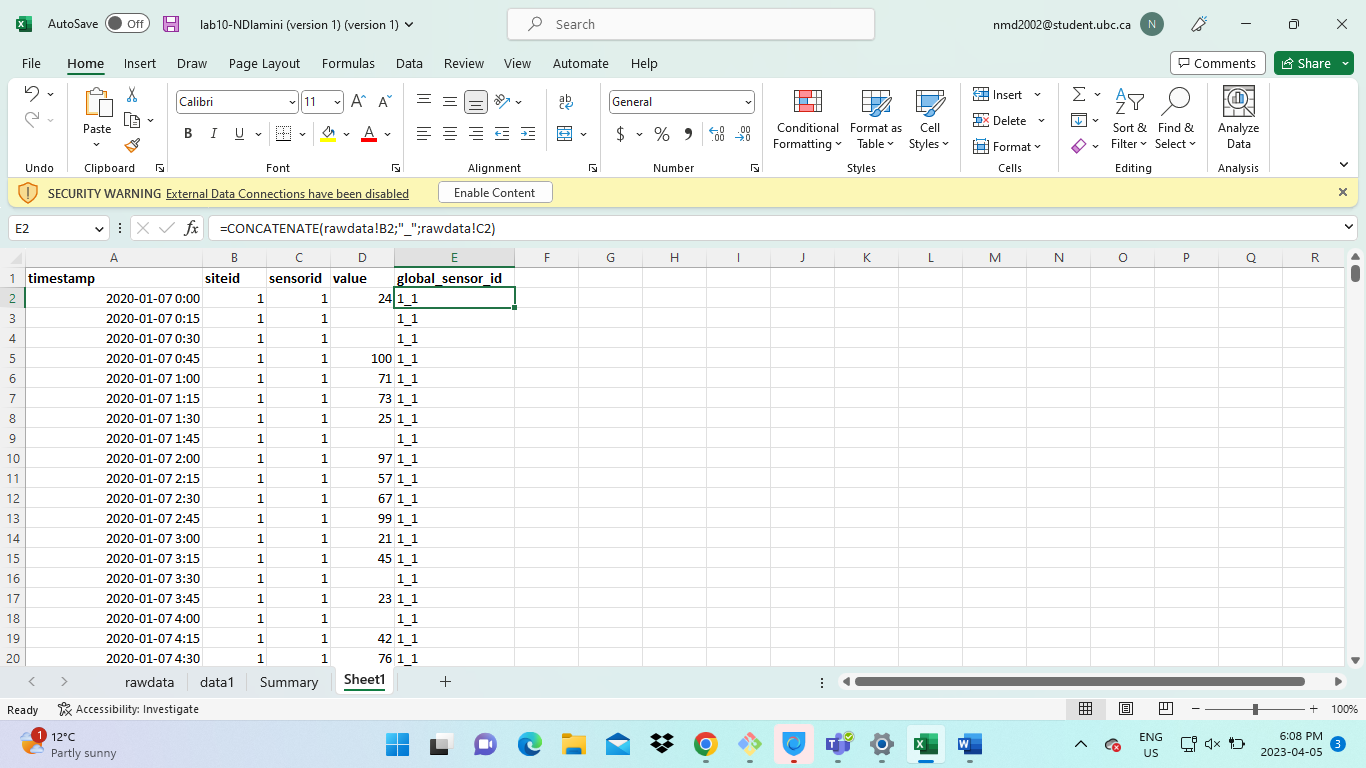 AutoSave Off lab10-NDlamini (version 1) (version 1) Search nmd2002@student.ubc.ca N
File Home Insert Draw Page Layout Formulas Data Review View Automate Help Comments Share
Paste
Calibri 11
B I U A
ab
General
$ % 9
Conditional Formatting
Format as Table
Cell Styles
Insert
Delete
Format
Sort & Filter
Find & Select
Analyze Data
Undo Clipboard Font Alignment Number Styles Cells Editing Analysis
SECURITY WARNING External Data Connections have been disabled Enable Content
E2 fx =CONCATENATE(rawdata!B2;"_";rawdata!C2)
A B C D E F G H I J K L M N O P Q R
1 timestamp siteid sensorid value global_sensor_id
2 2020-01-07 0:00 1 1 24 1_1
3 2020-01-07 0:15 1 1 1_1
4 2020-01-07 0:30 1 1 1_1
5 2020-01-07 0:45 1 1 100 1_1
6 2020-01-07 1:00 1 1 71 1_1
7 2020-01-07 1:15 1 1 73 1_1
8 2020-01-07 1:30 1 1 25 1_1
9 2020-01-07 1:45 1 1 1_1
10 2020-01-07 2:00 1 1 97 1_1
11 2020-01-07 2:15 1 1 57 1_1
12 2020-01-07 2:30 1 1 67 1_1
13 2020-01-07 2:45 1 1 99 1_1
14 2020-01-07 3:00 1 1 21 1_1
15 2020-01-07 3:15 1 1 45 1_1
16 2020-01-07 3:30 1 1 1_1
17 2020-01-07 3:45 1 1 23 1_1
18 2020-01-07 4:00 1 1 1_1
19 2020-01-07 4:15 1 1 42 1_1
20 2020-01-07 4:30 1 1 76 1_1
rawdata data1 Summary Sheet1
Ready Accessibility: Investigate 100%
1 12°C
Partly sunny
ENG
US
6:08 PM
2023-04-05
3